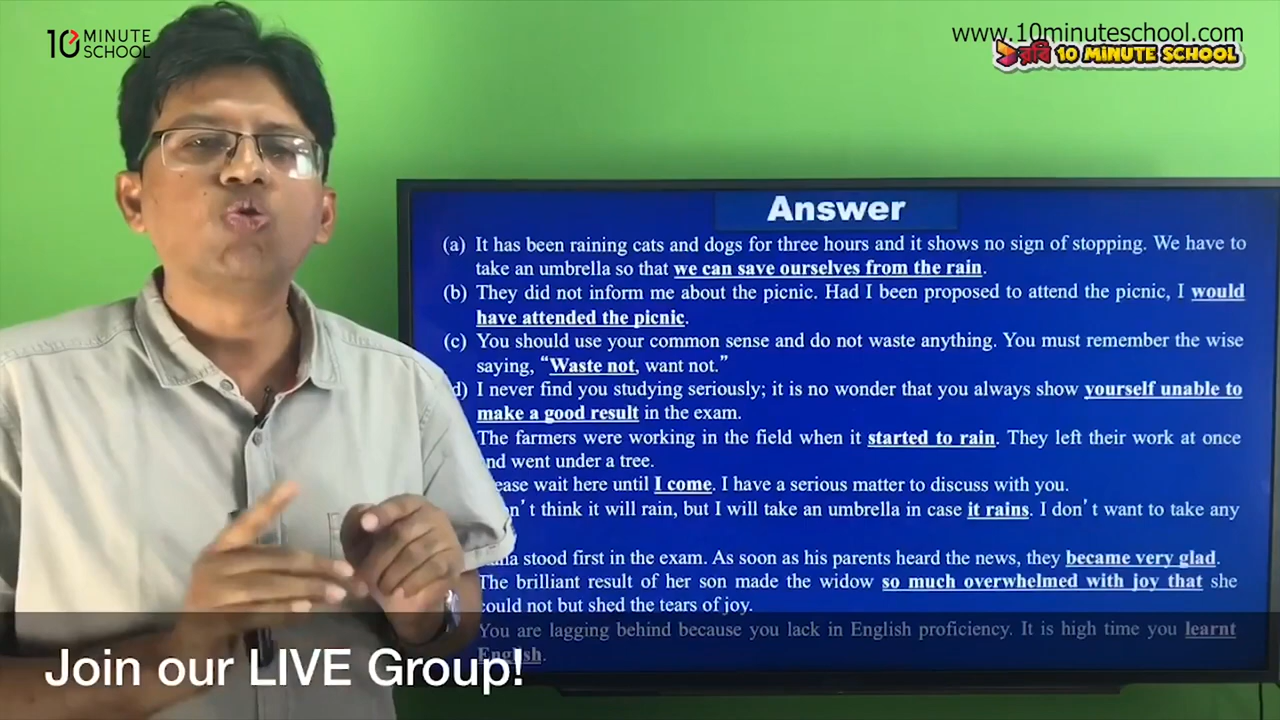 10 MINUTE SCHOOL
www.10minuteschool.com
রবি 10 MINUTE SCHOOL
Answer
(a) It has been raining cats and dogs for three hours and it shows no sign of stopping. We have to
take an umbrella so that we can save ourselves from the rain.
(b) They did not inform me about the picnic. Had I been proposed to attend the picnic, I would
have attended the picnic.
(c) You should use your common sense and do not waste anything. You must remember the wise
saying, “Waste not, want not.”
d) I never find you studying seriously; it is no wonder that you always show yourself unable to
make a good result in the exam.
The farmers were working in the field when it started to rain. They left their work at once
nd went under a tree.
ease wait here until I come. I have a serious matter to discuss with you.
n't think it will rain, but I will take an umbrella in case it rains. I don't want to take any
stood first in the exam. As soon as his parents heard the news, they became very glad.
The brilliant result of her son made the widow so much overwhelmed with joy that she
could not but shed the tears of joy.
You are lagging behind because you lack in English proficiency. It is high time you learnt
English.
Join our LIVE Group!